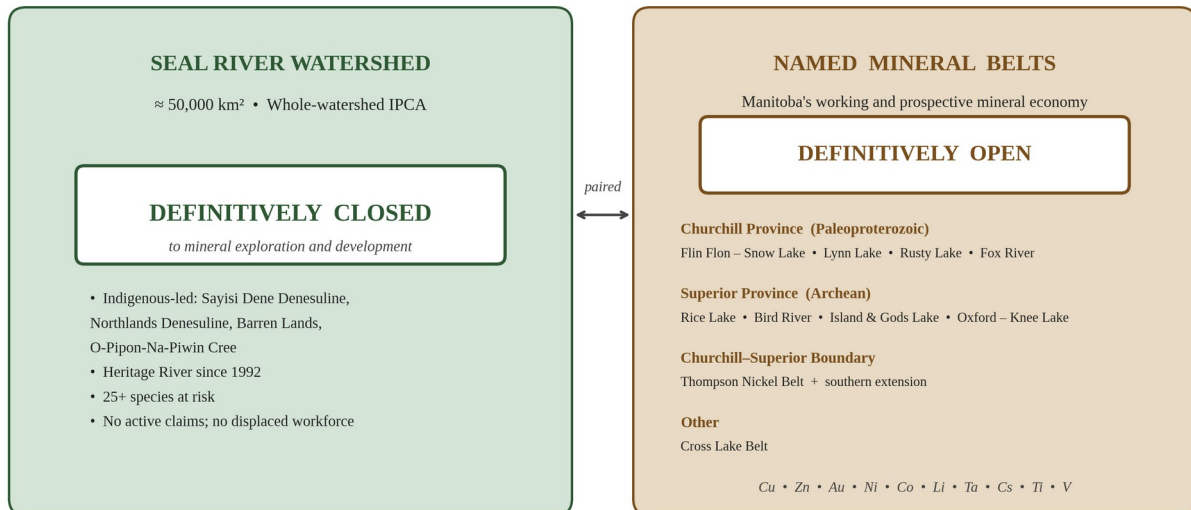 SEAL RIVER WATERSHED
≈ 50,000 km² • Whole-watershed IPCA
DEFINITIVELY CLOSED
to mineral exploration and development
• Indigenous-led: Sayisi Dene Denesuline,
Northlands Denesuline, Barren Lands,
O-Pipon-Na-Piwin Cree
• Heritage River since 1992
• 25+ species at risk
• No active claims; no displaced workforce
paired
NAMED MINERAL BELTS
Manitoba's working and prospective mineral economy
DEFINITIVELY OPEN
Churchill Province (Paleoproterozoic)
Flin Flon – Snow Lake • Lynn Lake • Rusty Lake • Fox River
Superior Province (Archean)
Rice Lake • Bird River • Island & Gods Lake • Oxford – Knee Lake
Churchill–Superior Boundary
Thompson Nickel Belt + southern extension
Other
Cross Lake Belt
Cu • Zn • Au • Ni • Co • Li • Ta • Cs • Ti • V